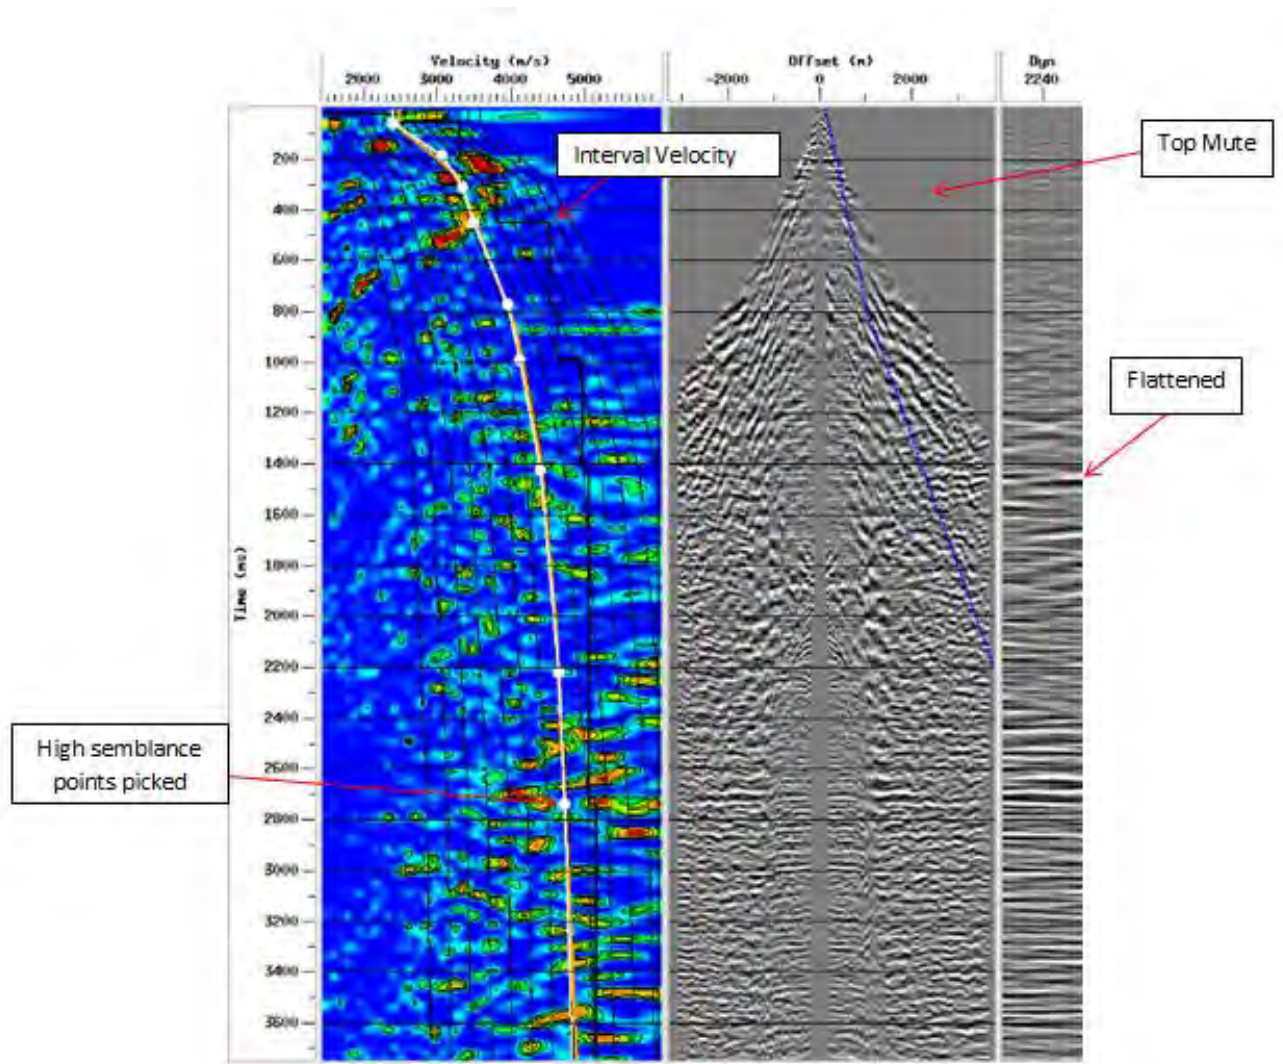 Velocity (m/s)
Offset (m)
Dyn
2000 3000 4000 5000
-2000 0 2000
2240
Interval Velocity
Top Mute
Flattened
High semblance
points picked
Time (ms)
200
400
600
800
1000
1200
1400
1600
1800
2000
2200
2400
2600
2800
3000
3200
3400
3600